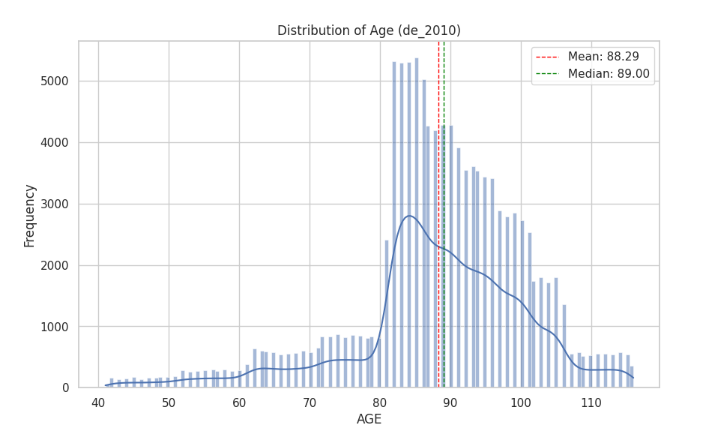 Distribution of Age (de_2010)
Mean: 88.29
Median: 89.00
Frequency
5000
4000
3000
2000
1000
0
40 50 60 70 80 90 100 110
AGE